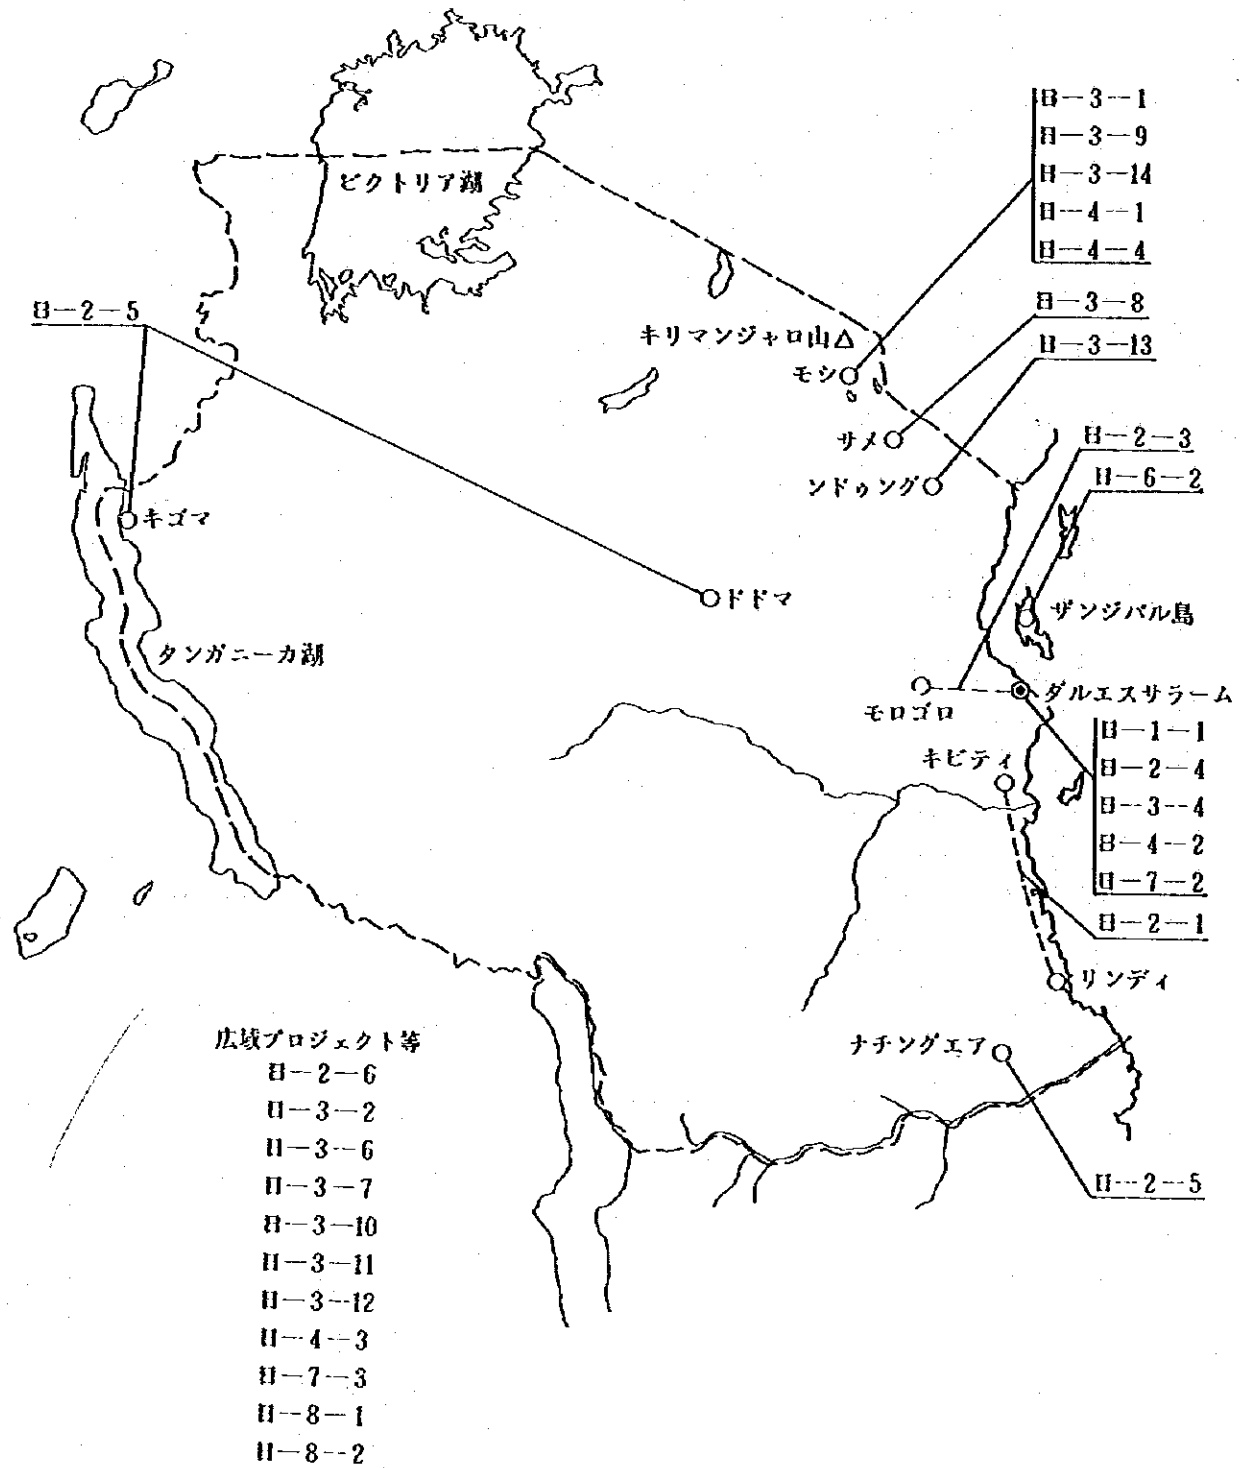 日－3－1
日－3－9
ビクトリア湖
日－3－14
日－4－1
日－4－4
日－2－5
日－3－8
キリマンジャロ山△
日－3－13
モシ
サメ
日－2－3
ンドゥング
日－6－2
キゴマ
ドドマ
ザンジバル島
タンガニーカ湖
ダルエスサラーム
モロゴロ
日－1－1
キビティ
日－2－4
日－3－4
日－4－2
日－7－2
日－2－1
リンディ
ナチングエア
日－2－5
広域プロジェクト等
日－2－6
日－3－2
日－3－6
日－3－7
日－3－10
日－3－11
日－3－12
日－4－3
日－7－3
日－8－1
日－8－2